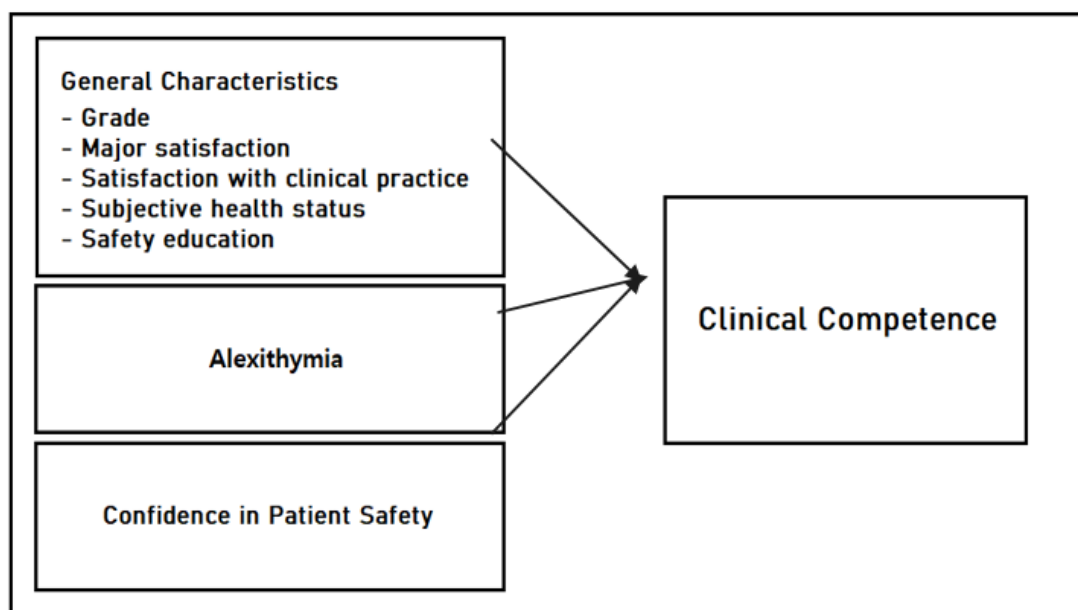 General Characteristics
- Grade
- Major satisfaction
- Satisfaction with clinical practice
- Subjective health status
- Safety education
Alexithymia
Confidence in Patient Safety
Clinical Competence